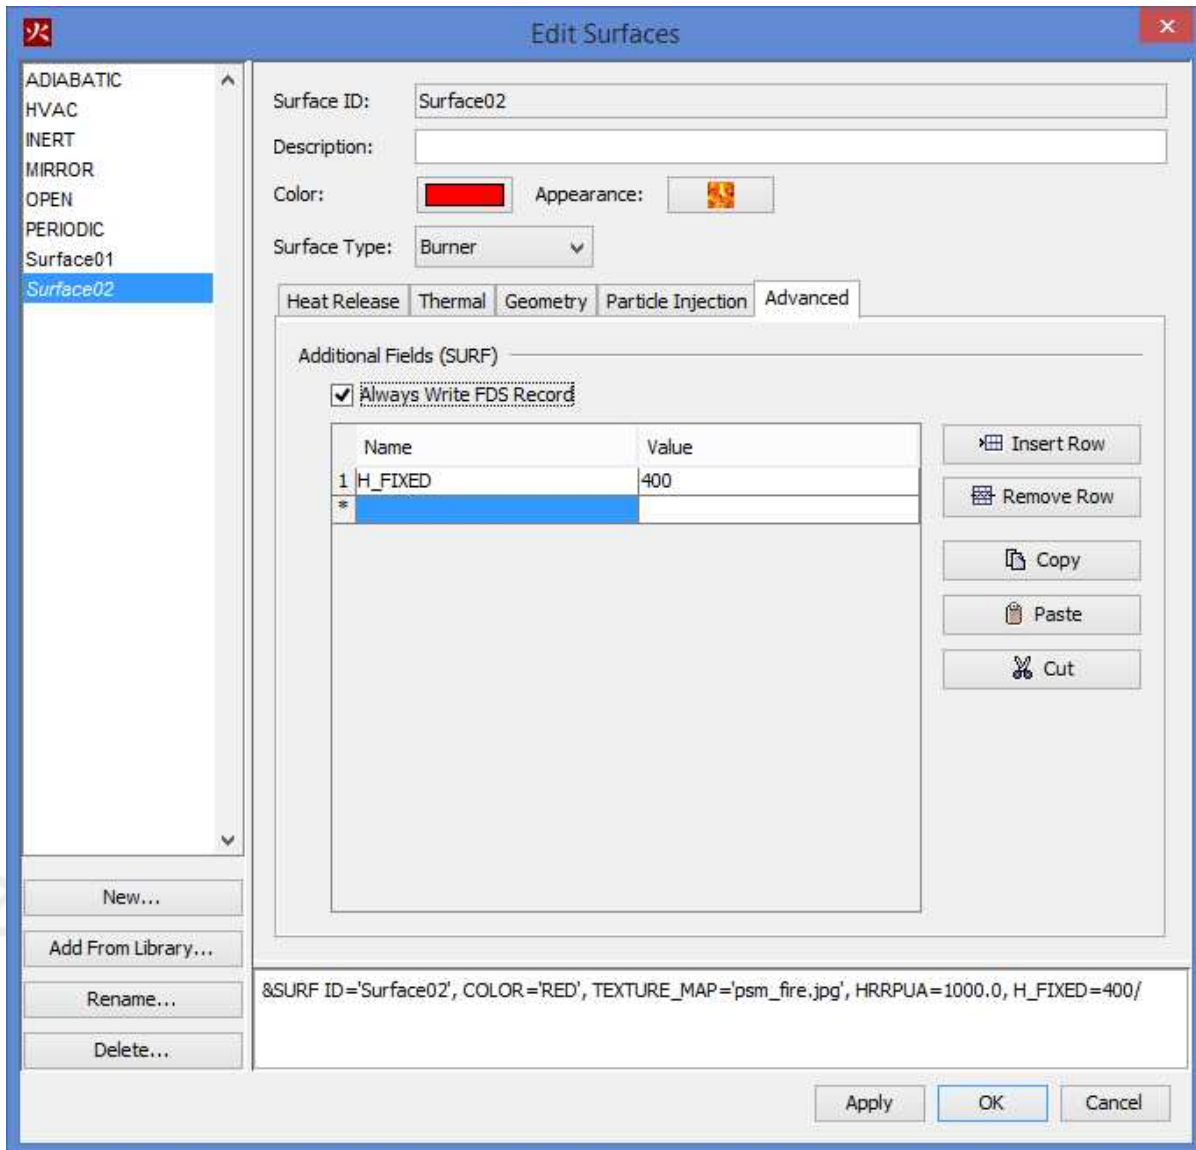 火
Edit Surfaces
×
ADIABATIC
HVAC
INERT
MIRROR
OPEN
PERIODIC
Surface01
Surface02
New...
Add From Library...
Rename...
Delete...
Surface ID: Surface02
Description:
Color: Appearance:
Surface Type: Burner
Heat Release Thermal Geometry Particle Injection Advanced
Additional Fields (SURF)
Always Write FDS Record
Name Value
1 H_FIXED 400
*
Insert Row
Remove Row
Copy
Paste
Cut
&SURF ID='Surface02', COLOR='RED', TEXTURE_MAP='psm_fire.jpg', HRRPUA=1000.0, H_FIXED=400/
Apply OK Cancel